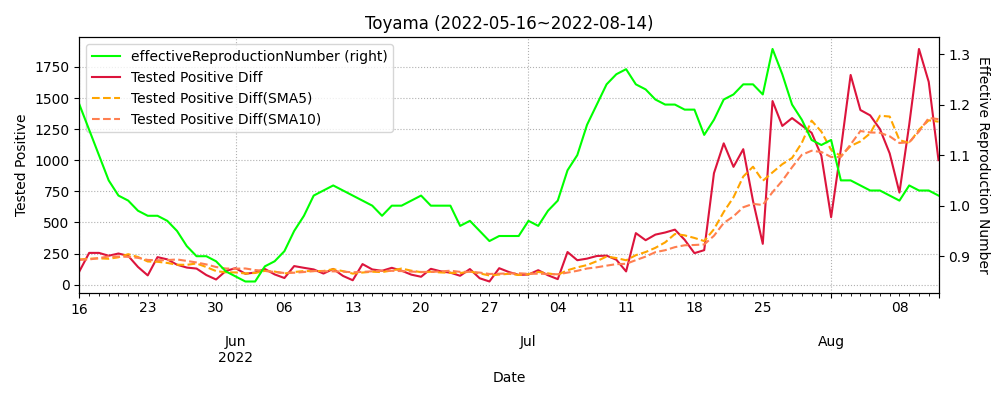 Toyama (2022-05-16~2022-08-14)
effectiveReproductionNumber (right)
Tested Positive Diff
Tested Positive Diff(SMA5)
Tested Positive Diff(SMA10)
Tested Positive
1750
1500
1250
1000
750
500
250
0
1.3
1.2
1.1
1.0
0.9
Effective Reproduction Number
16 23 30 06 13 20 27 04 11 18 25 08
Jun Jul Aug
2022
Date